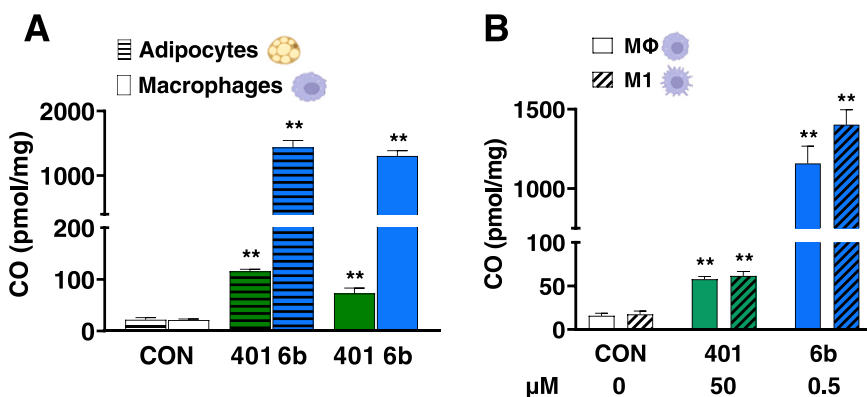 A
Adipocytes
Macrophages
CO (pmol/mg)
2000
1000
200
100
0
** ** ** **
CON 401 6b 401 6b
B
MΦ
M1
CO (pmol/mg)
1500
1000
100
50
0
** ** ** **
CON 401 6b
μM 0 50 0.5